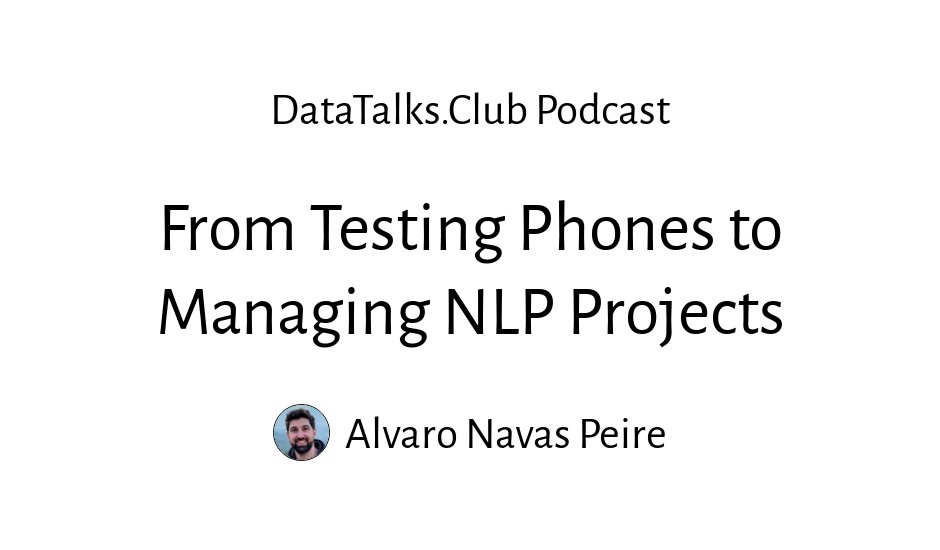 DataTalks.Club Podcast
From Testing Phones to
Managing NLP Projects
Alvaro Navas Peire